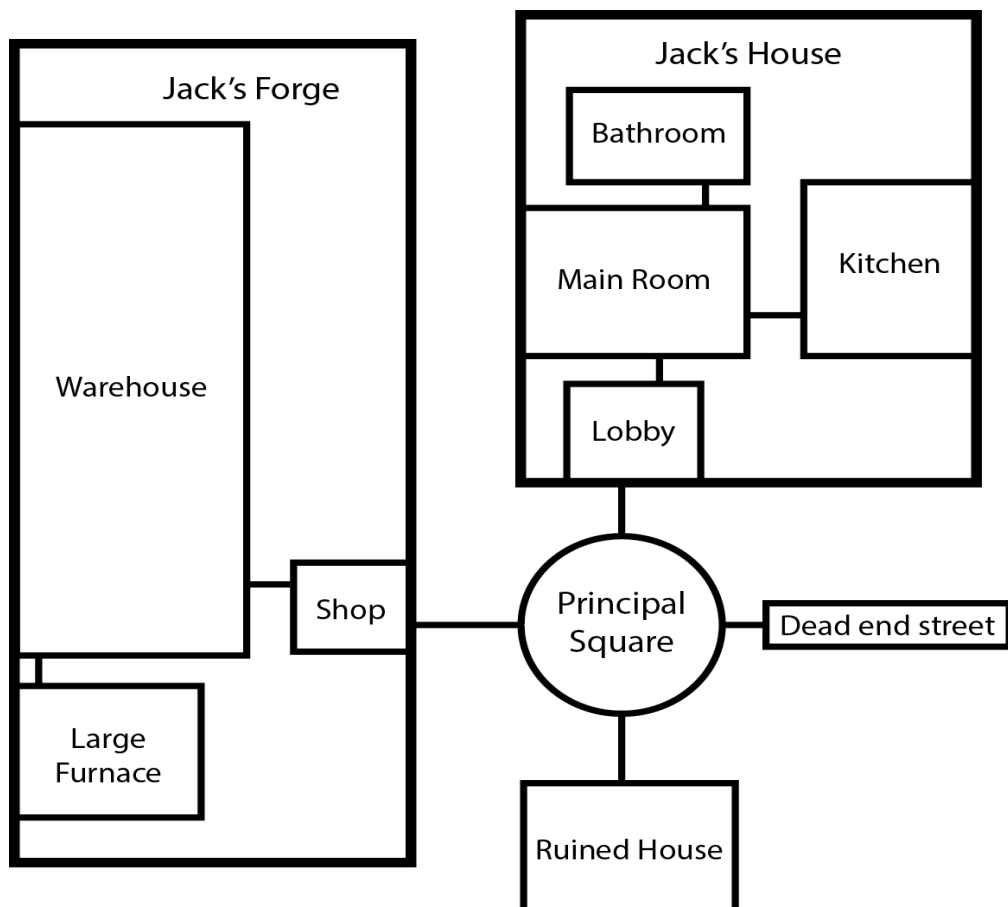 Jack’s Forge
Warehouse
Shop
Large
Furnace
Jack’s House
Bathroom
Main Room
Kitchen
Lobby
Principal
Square
Dead end street
Ruined House